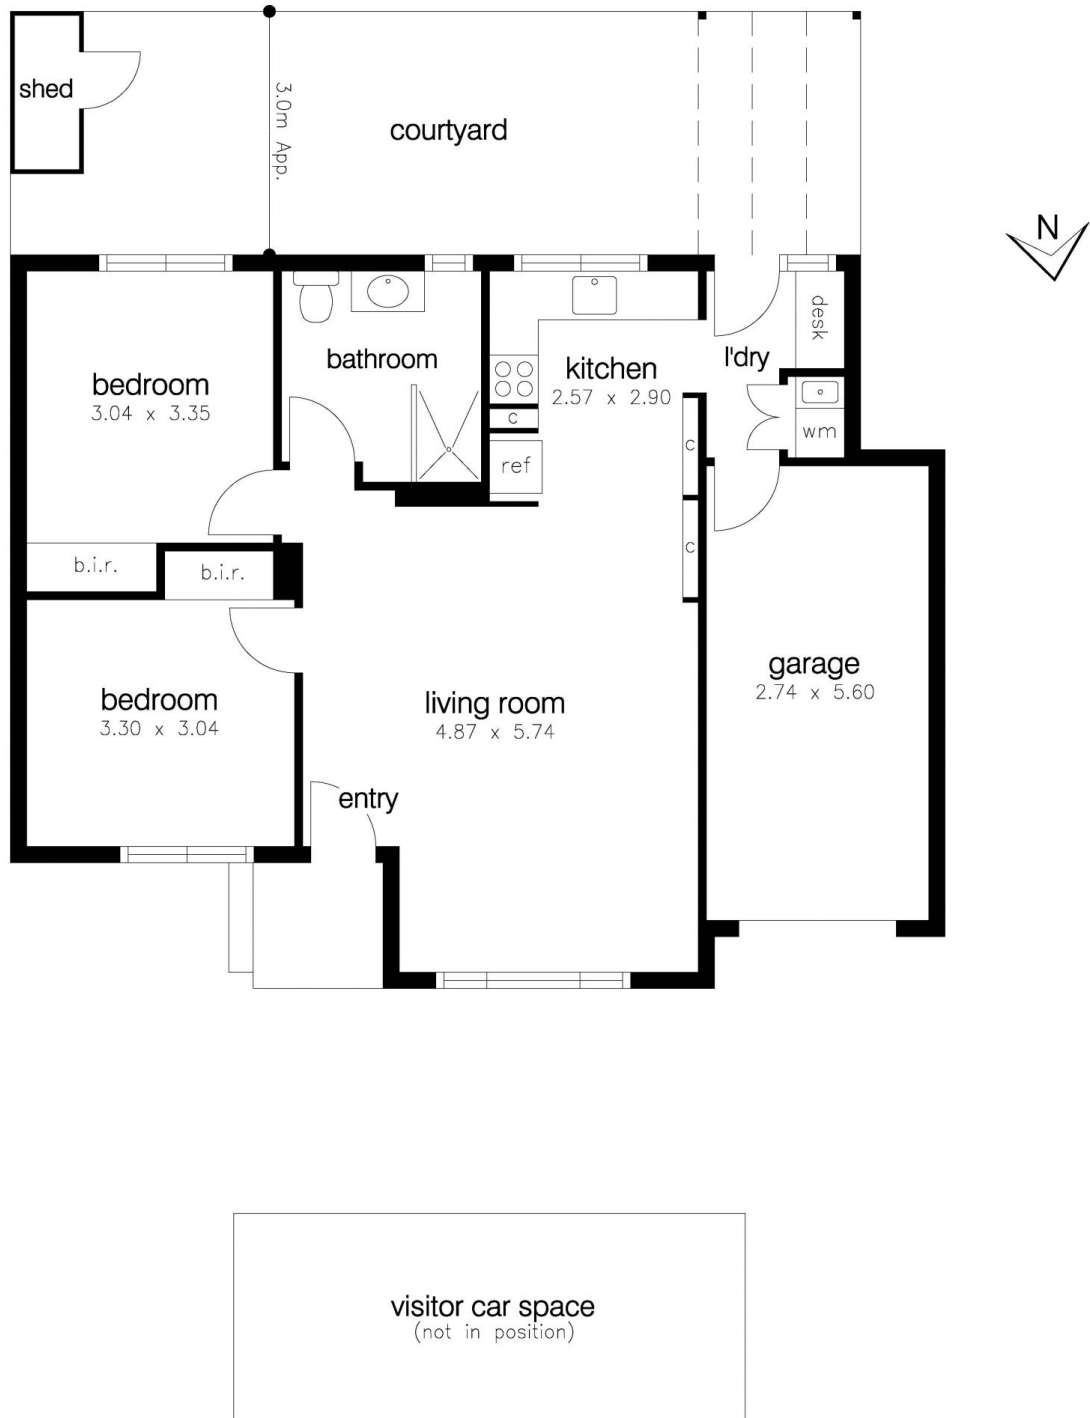 shed
3.0m App.
courtyard
N
desk
l'dry
wm
bathroom
kitchen
2.57 x 2.90
bedroom
3.04 x 3.35
c
ref
c
c
b.i.r.
b.i.r.
bedroom
3.30 x 3.04
living room
4.87 x 5.74
garage
2.74 x 5.60
entry
visitor car space
(not in position)